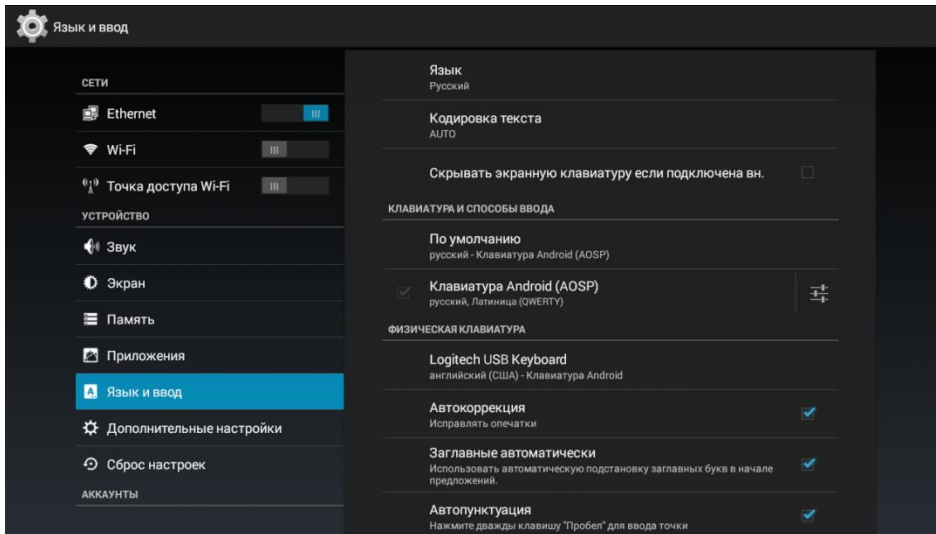 Язык и ввод
СЕТИ
Ethernet
Wi-Fi
Точка доступа Wi-Fi
УСТРОЙСТВО
Звук
Экран
Память
Приложения
Язык и ввод
Дополнительные настройки
Сброс настроек
АККАУНТЫ
Язык
Русский
Кодировка текста
AUTO
Скрывать экранную клавиатуру если подключена вн.
КЛАВИАТУРА И СПОСОБЫ ВВОДА
По умолчанию
русский - Клавиатура Android (AOSP)
Клавиатура Android (AOSP)
русский, Латиница (QWERTY)
ФИЗИЧЕСКАЯ КЛАВИАТУРА
Logitech USB Keyboard
английский (США) - Клавиатура Android
Автокоррекция
Исправлять опечатки
Заглавные автоматически
Использовать автоматическую подстановку заглавных букв в начале
предложений.
Автопунктуация
Нажмите дважды клавишу "Пробел" для ввода точки